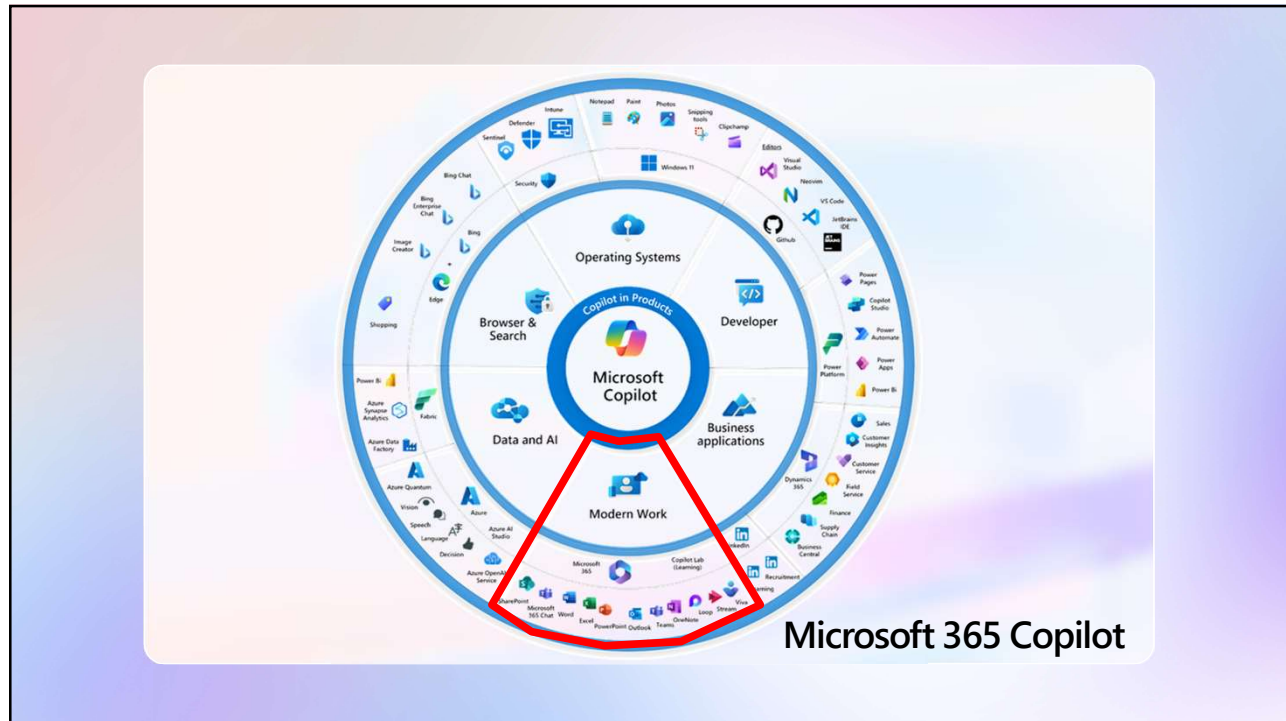 Notepad
Paint
Photos
Snipping
tools
Clipchamp
Windows 11
Intune
Defender
Sentinel
Security
Editors
Visual
Studio
Neovim
VS Code
JetBrains
IDE
JET
BRAINS
Github
Bing Chat
Bing
Enterprise
Chat
Image
Creator
Bing
+
Edge
Shopping
Operating Systems
Browser &
Search
Developer
Copilot in Products
Microsoft
Copilot
Data and AI
Business
applications
Modern Work
Power
Pages
Copilot
Studio
Power
Automate
Power
Apps
Power Bi
Power
Platform
Power Bi
Azure
Synapse
Analytics
Azure Data
Factory
Fabric
Sales
Customer
Insights
Customer
Service
Field
Service
Finance
Supply
Chain
Business
Central
Dynamics
365
Azure Quantum
Vision
Speech
Language
Decision
Azure OpenAI
Service
Azure
Azure AI
Studio
Microsoft
365
Copilot Lab
(Learning)
LinkedIn
Recruitment
SharePoint
Microsoft
365 Chat
Word
Excel
PowerPoint
Outlook
Teams
OneNote
Loop
Stream
Viva
Microsoft 365 Copilot